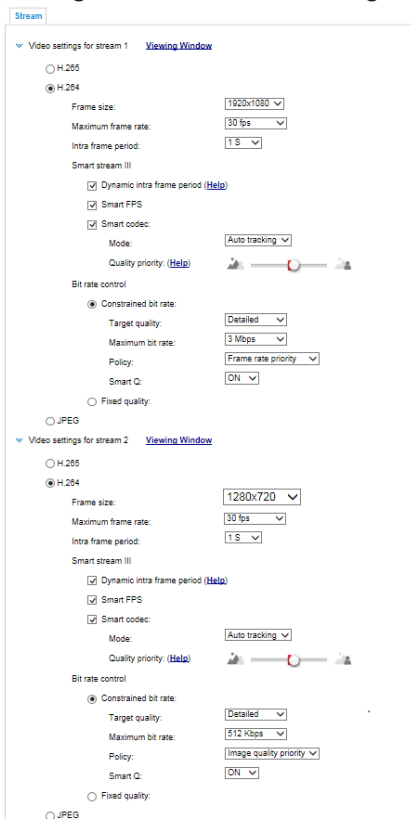 Stream
Video settings for stream 1 Viewing Window
H.265
H.264
Frame size: 1920x1080
Maximum frame rate: 30 fps
Intra frame period: 1 S
Smart stream III
Dynamic intra frame period (Help)
Smart FPS
Smart codec:
Mode: Auto tracking
Quality priority: (Help)
Bit rate control
Constrained bit rate:
Target quality: Detailed
Maximum bit rate: 3 Mbps
Policy: Frame rate priority
Smart Q: ON
Fixed quality:
JPEG
Video settings for stream 2 Viewing Window
H.265
H.264
Frame size: 1280x720
Maximum frame rate: 30 fps
Intra frame period: 1 S
Smart stream III
Dynamic intra frame period (Help)
Smart FPS
Smart codec:
Mode: Auto tracking
Quality priority: (Help)
Bit rate control
Constrained bit rate:
Target quality: Detailed
Maximum bit rate: 512 Kbps
Policy: Image quality priority
Smart Q: ON
Fixed quality:
JPEG